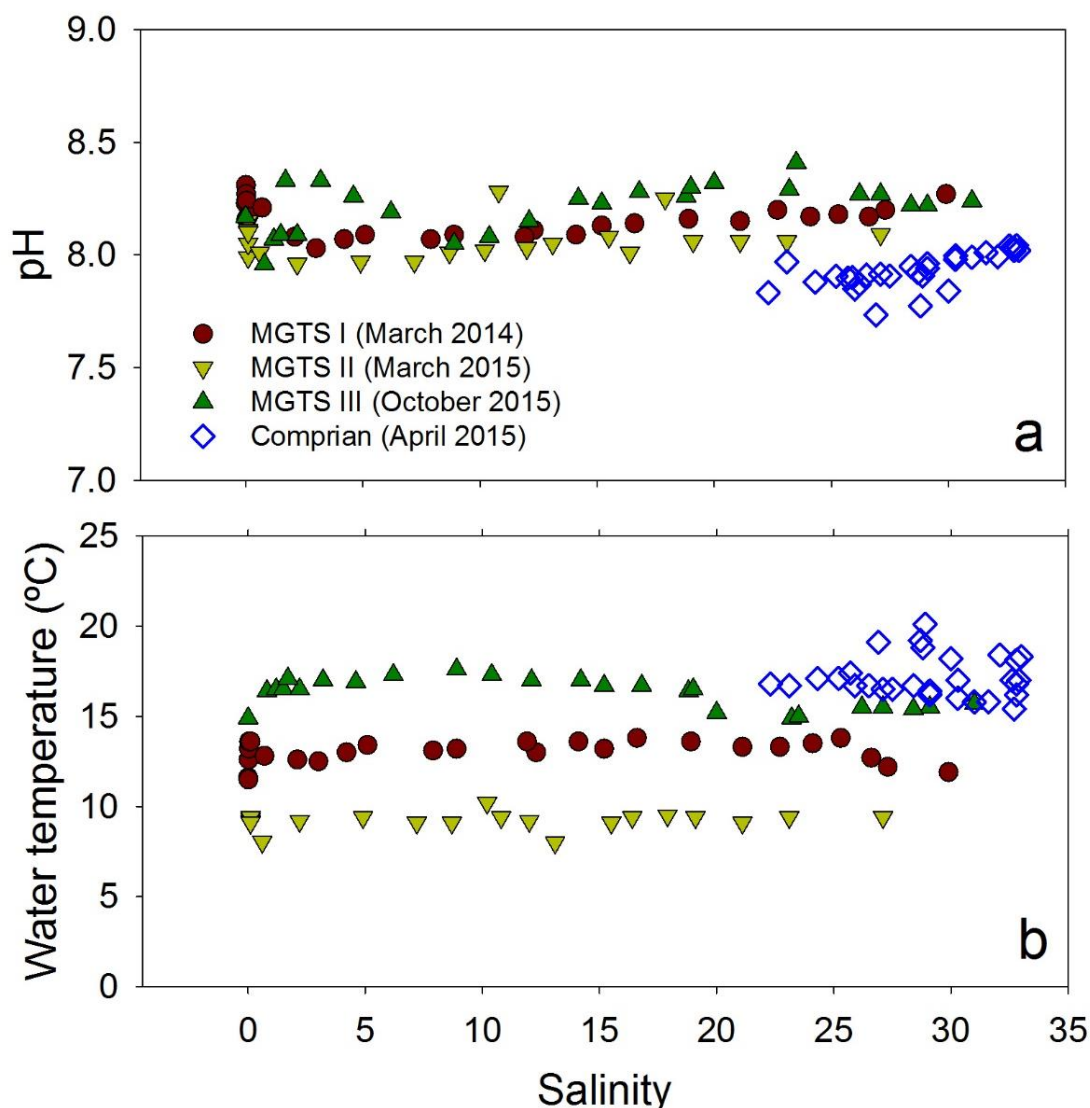 9.0
8.5
8.0
7.5
7.0
pH
MGTS I (March 2014)
MGTS II (March 2015)
MGTS III (October 2015)
Comprian (April 2015)
a
25
20
15
10
5
0
Water temperature (ºC)
b
0 5 10 15 20 25 30 35
Salinity